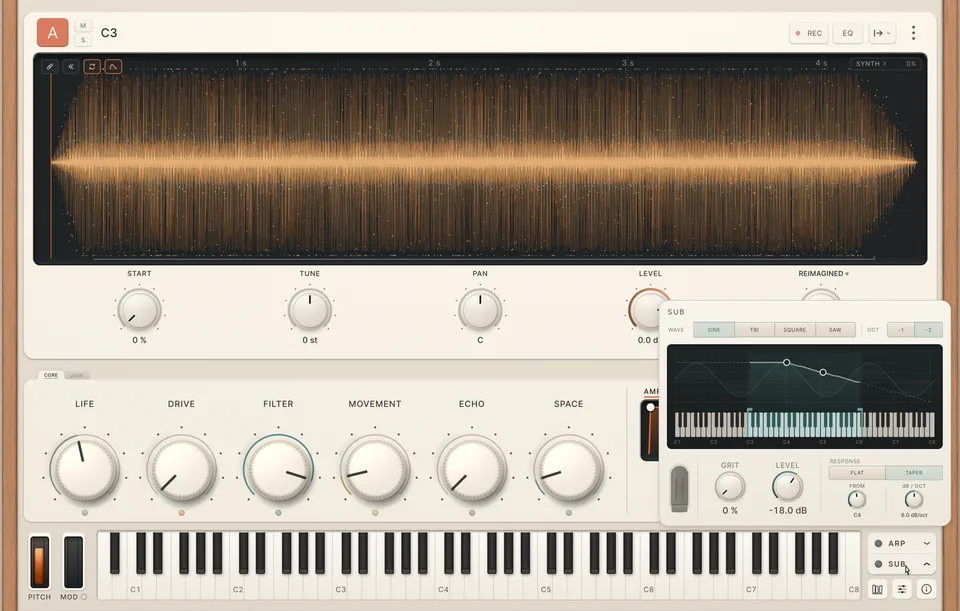 A
M
S
C3
REC
EQ
1 s
2 s
3 s
4 s
SYNTH
0%
START
TUNE
PAN
LEVEL
REIMAGINED
0 %
0 st
C
0.0 d
SUB
WAVE
SINE
TRI
SQUARE
SAW
OCT
-1
-2
C1
C2
C3
C4
C5
C6
C7
C8
GRIT
0 %
LEVEL
-18.0 dB
RESPONSE
FLAT
TAPER
FROM
C4
dB / OCT
6.0 dB/oct
CORE
USER
LIFE
DRIVE
FILTER
MOVEMENT
ECHO
SPACE
AMP
PITCH
MOD
C1
C2
C3
C4
C5
C6
C7
C8
ARP
SUB